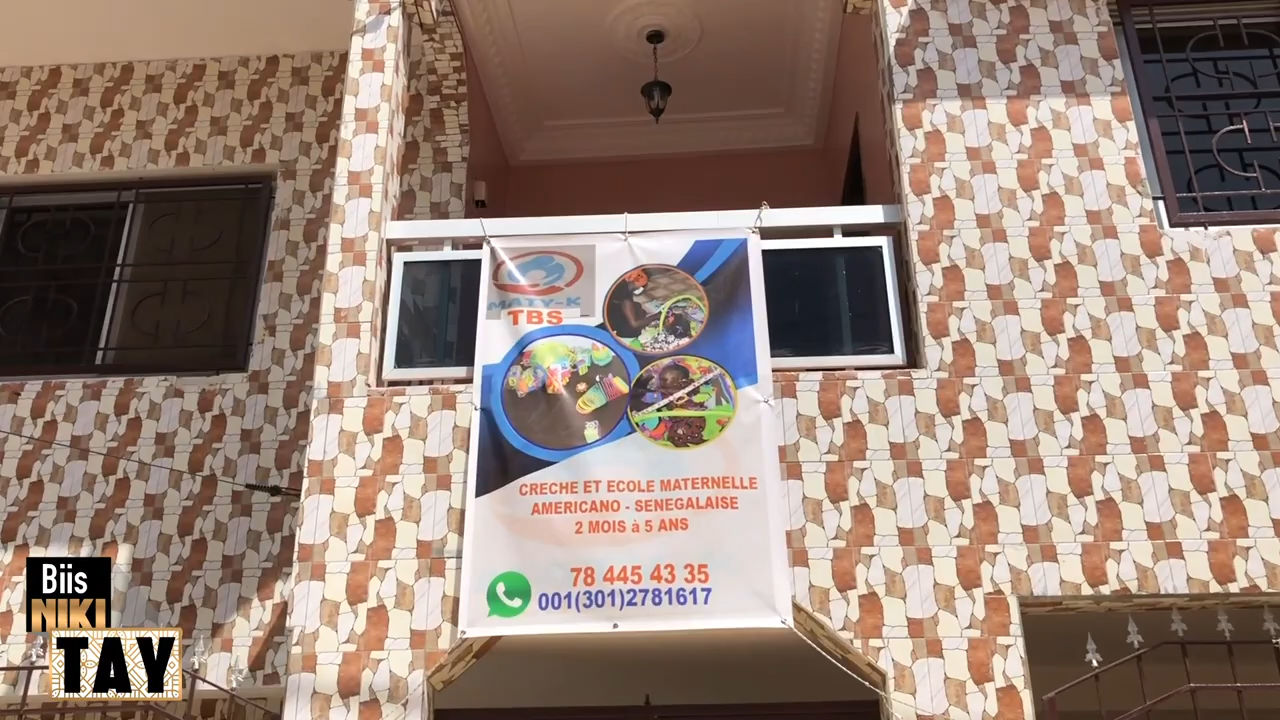 MATY-K
TBS
CRECHE ET ECOLE MATERNELLE
AMERICANO - SENEGALAISE
2 MOIS à 5 ANS
78 445 43 35
001(301)2781617
Biis
NIKI
TAY